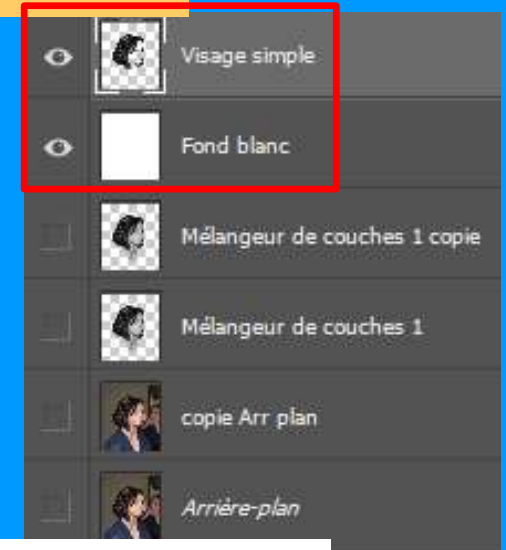 Visage simple
Fond blanc
Mélangeur de couches 1 copie
Mélangeur de couches 1
copie Arr plan
Arrière-plan